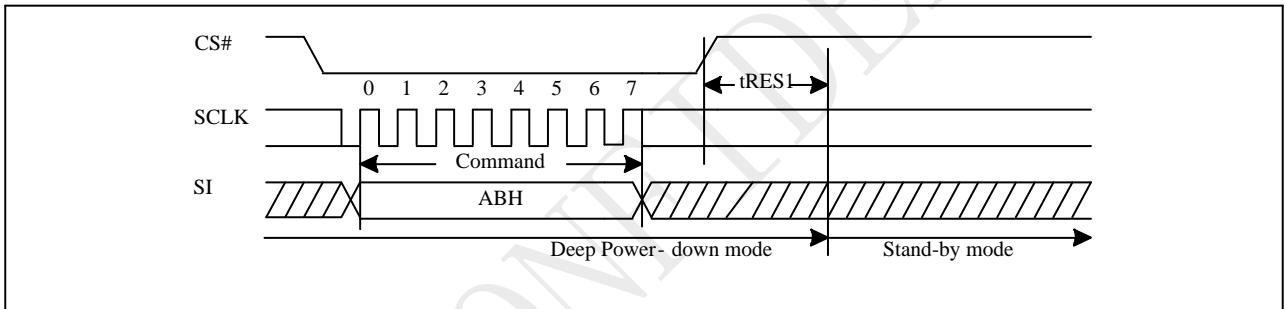 CS#
tRES1
0 1 2 3 4 5 6 7
SCLK
Command
SI
ABH
Deep Power- down mode Stand-by mode